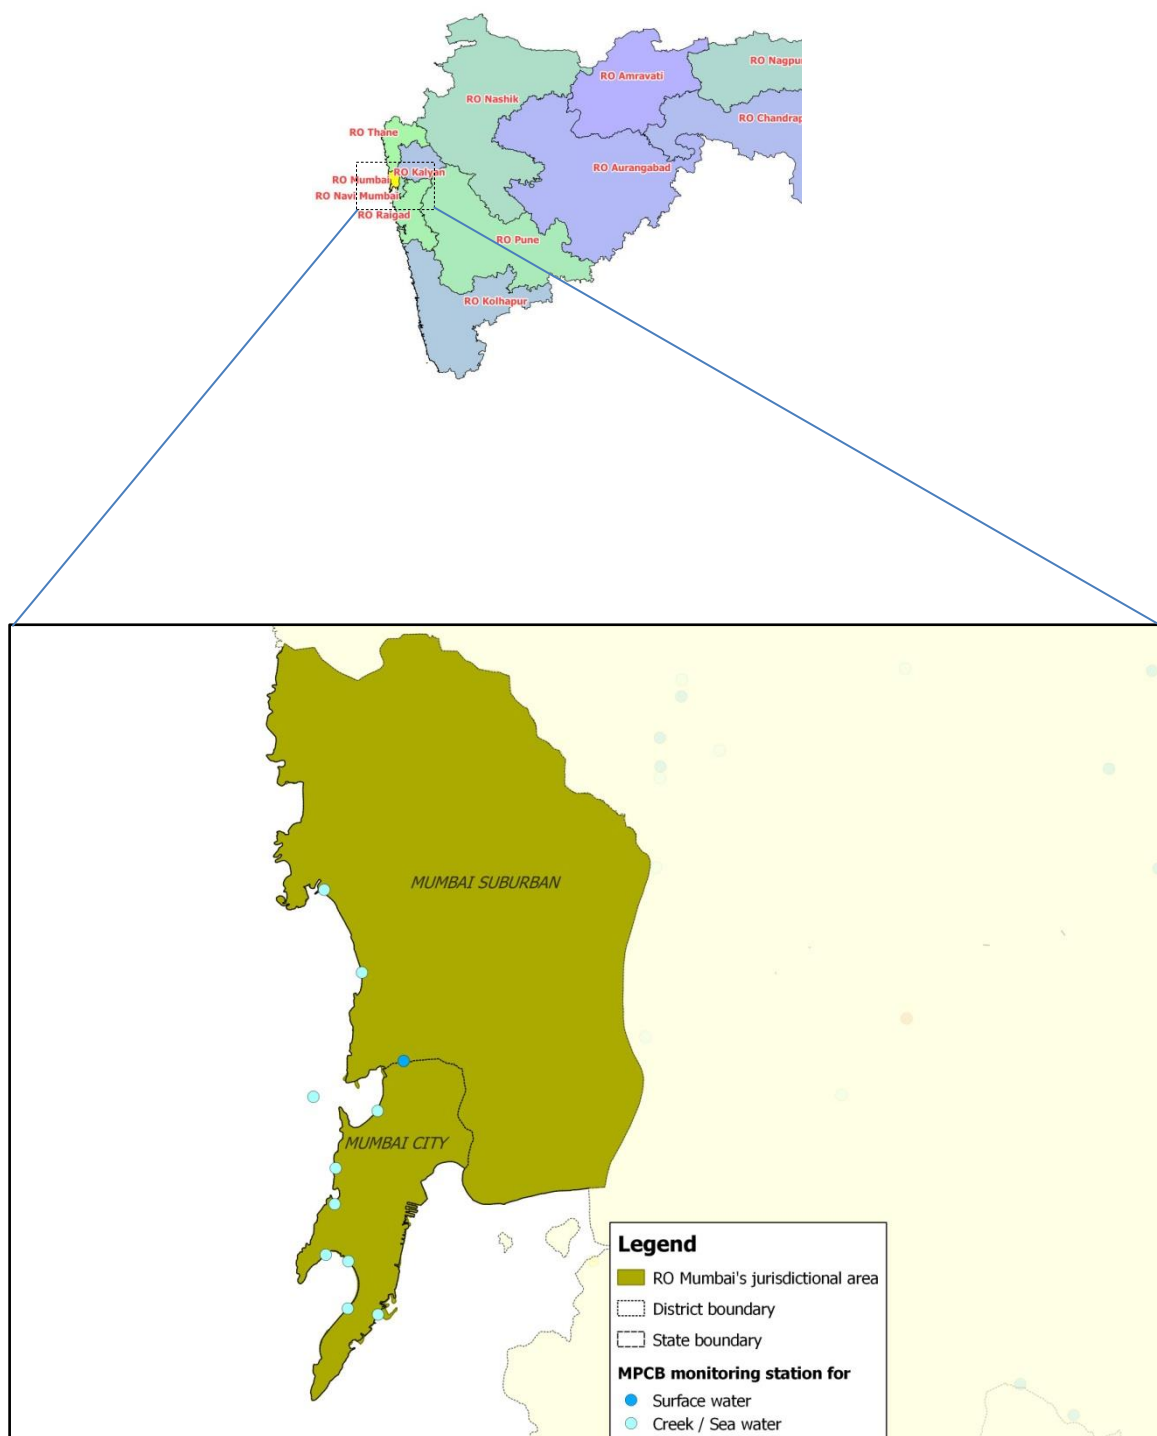 RO Nagpur
RO Amravati
RO Nashik
RO Chandrap
RO Thane
RO Aurangabad
RO Kalyan
RO Mumbai
RO Navi Mumbai
RO Raigad
RO Pune
RO Kolhapur
MUMBAI SUBURBAN
MUMBAI CITY
Legend
RO Mumbai's jurisdictional area
District boundary
State boundary
MPCB monitoring station for
Surface water
Creek / Sea water